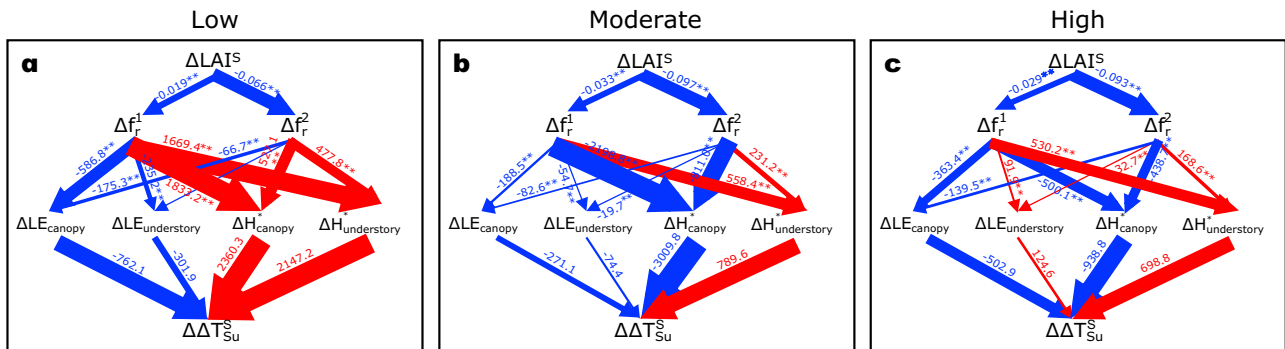 Low
Moderate
High
a
ΔLAI^S
-0.019**
-0.066**
Δf_r^1
Δf_r^2
-586.8**
1669.4**
-66.7**
477.8**
-175.3**
1833.2**
ΔLE_canopy
ΔLE_understory
ΔH*_canopy
ΔH*_understory
-762.1
-301.9
2360.3
2147.2
ΔΔT_Su^S
b
ΔLAI^S
-0.033**
-0.097**
Δf_r^1
Δf_r^2
-188.5**
231.2**
-82.6**
-19.7**
558.4**
ΔLE_canopy
ΔLE_understory
ΔH*_canopy
ΔH*_understory
-271.1
-74.4
-3009.8
789.6
ΔΔT_Su^S
c
ΔLAI^S
-0.029**
-0.093**
Δf_r^1
Δf_r^2
-363.4**
530.2**
32.7**
168.6**
-139.5**
91.9**
-500.1**
ΔLE_canopy
ΔLE_understory
ΔH*_canopy
ΔH*_understory
-502.9
124.6
-938.8
698.8
ΔΔT_Su^S